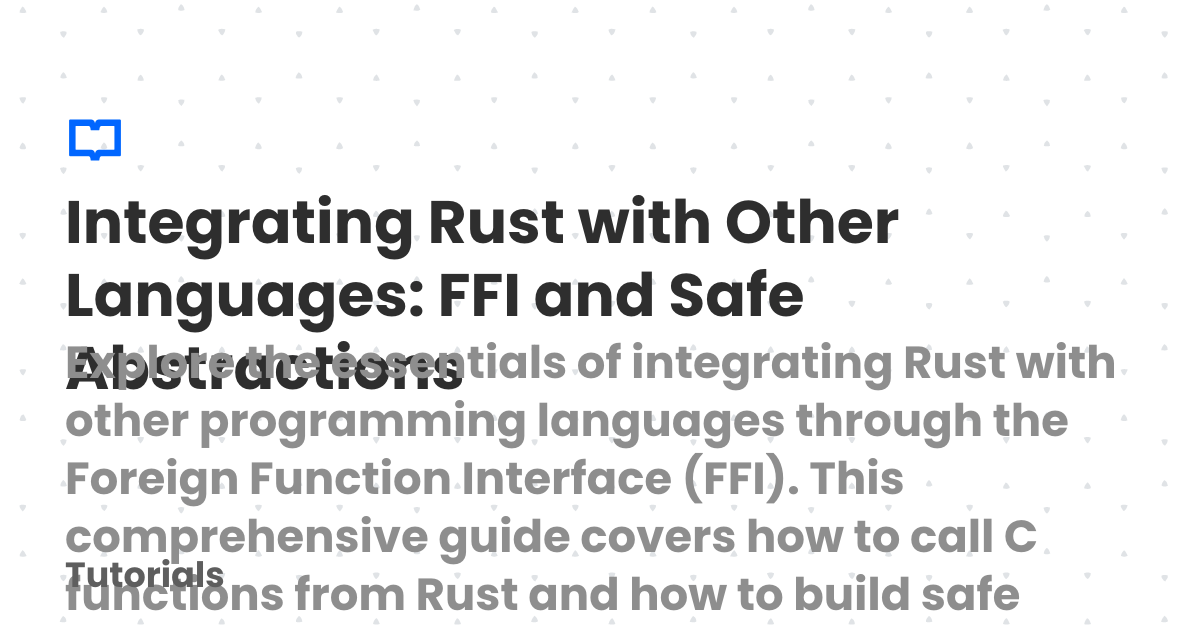 Integrating Rust with Other
Languages: FFI and Safe
Abstractions
Explore the essentials of integrating Rust with
other programming languages through the
Foreign Function Interface (FFI). This
comprehensive guide covers how to call C
Tutorials
functions from Rust and how to build safe